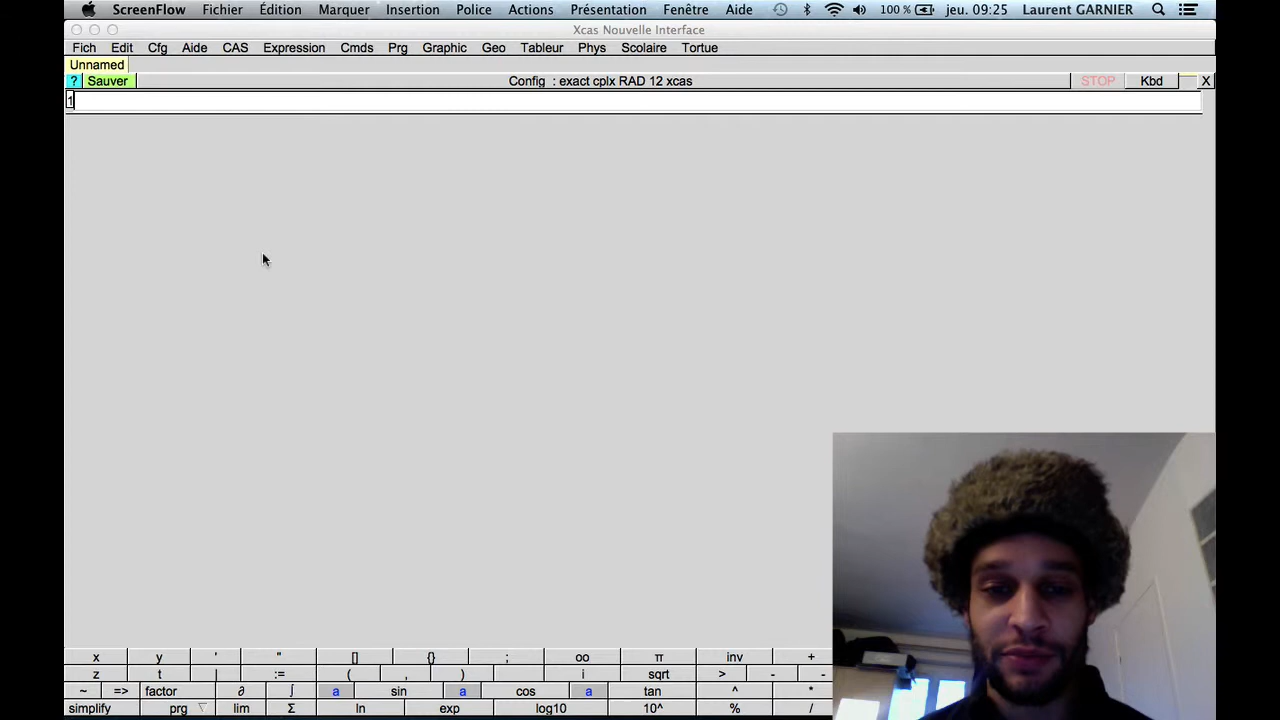 ScreenFlow Fichier Édition Marquer Insertion Police Actions Présentation Fenêtre Aide 100 % jeu. 09:25 Laurent GARNIER
Xcas Nouvelle Interface
Fich Edit Cfg Aide CAS Expression Cmds Prg Graphic Geo Tableur Phys Scolaire Tortue
Unnamed
? Sauver Config : exact cplx RAD 12 xcas STOP Kbd X
1
x y ' " [] {} ; oo π inv +
z t | := ( , ) i sqrt > - -
~ => factor ∂ ∫ a sin a cos a tan ^ *
simplify prg lim Σ ln exp log10 10^ % /